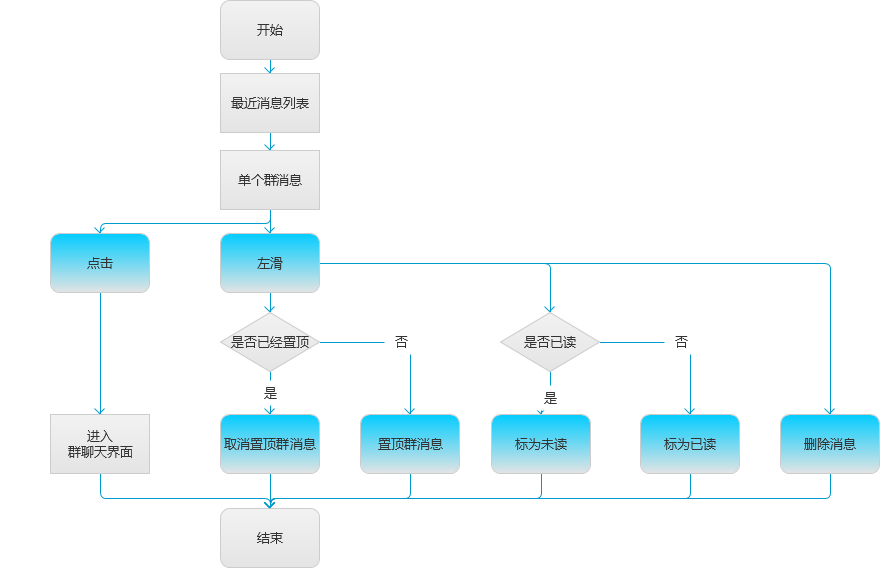 开始
最近消息列表
单个群消息
点击
左滑
是否已经置顶
否
是否已读
否
是
是
进入
群聊天界面
取消置顶群消息
置顶群消息
标为未读
标为已读
删除消息
结束